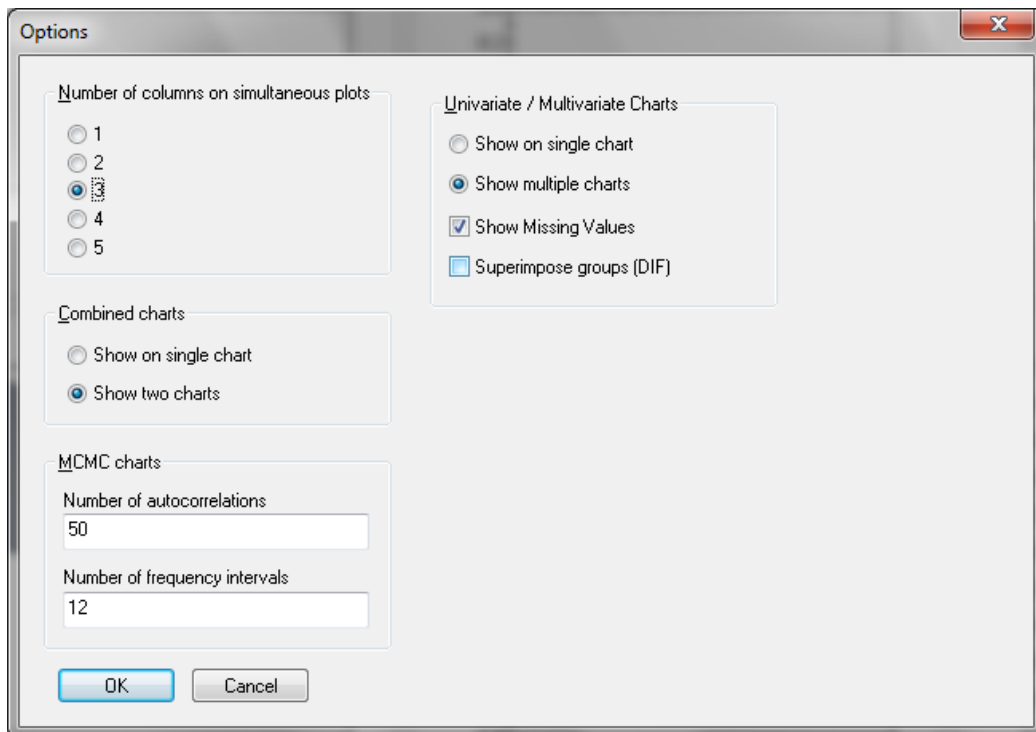 Options
Number of columns on simultaneous plots
1
2
3
4
5
Combined charts
Show on single chart
Show two charts
MCMC charts
Number of autocorrelations
50
Number of frequency intervals
12
Univariate / Multivariate Charts
Show on single chart
Show multiple charts
Show Missing Values
Superimpose groups (DIF)
OK
Cancel